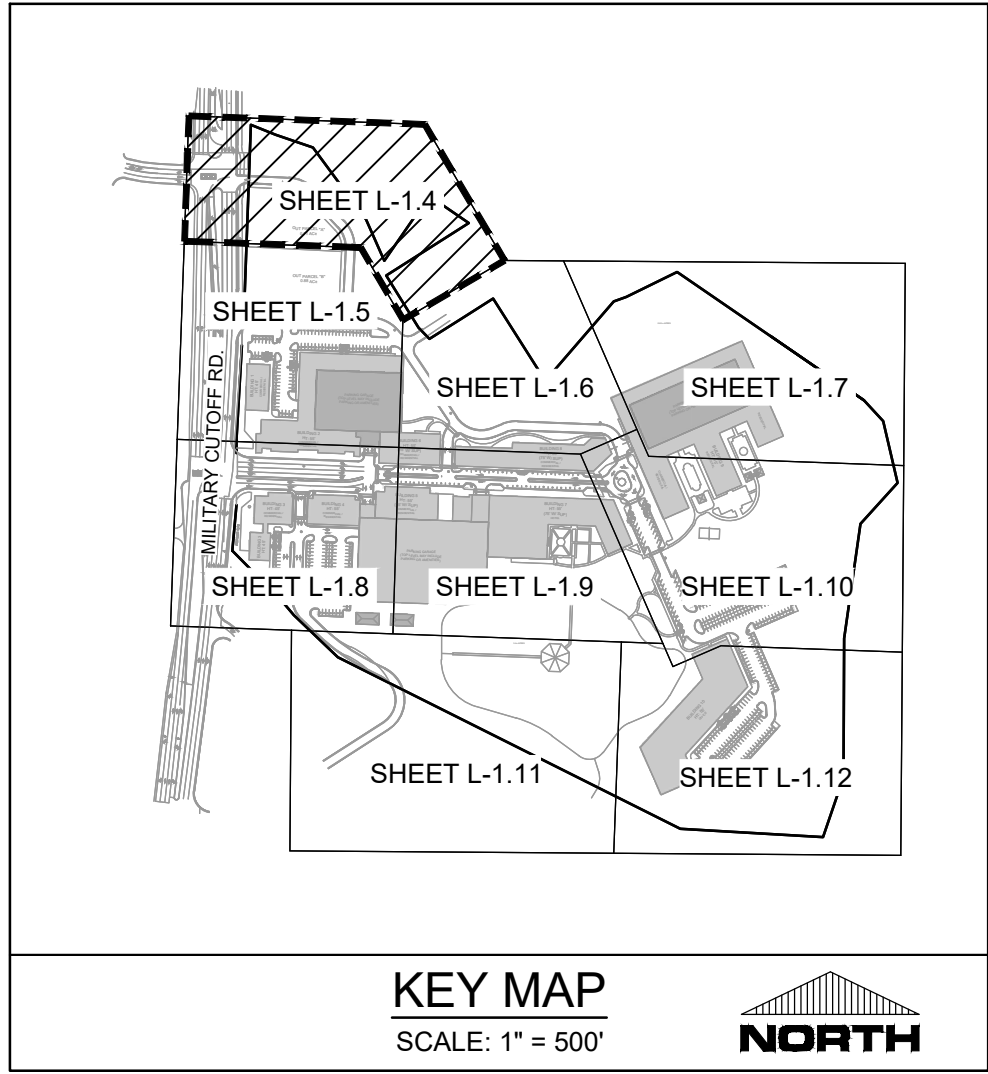 SHEET L-1.4
SHEET L-1.5
SHEET L-1.6
SHEET L-1.7
MILITARY CUTOFF RD.
SHEET L-1.8
SHEET L-1.9
SHEET L-1.10
SHEET L-1.11
SHEET L-1.12
KEY MAP
SCALE: 1" = 500'
NORTH